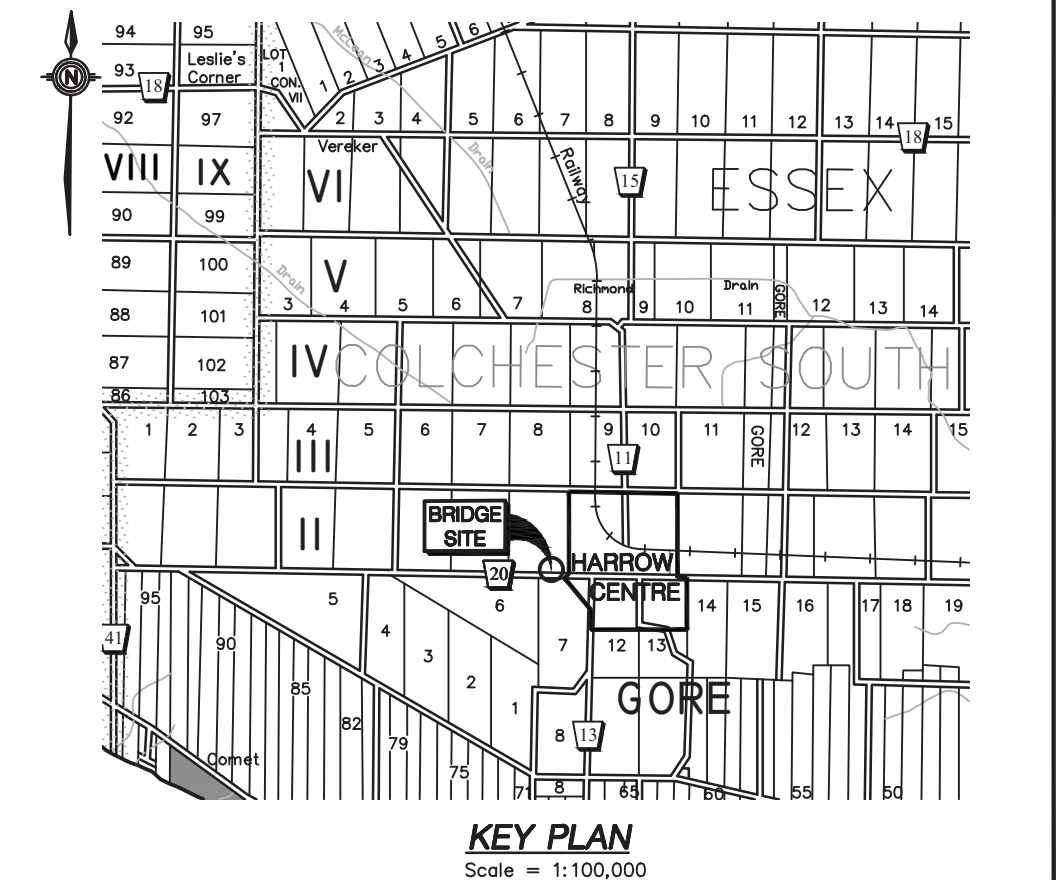 94 95
McLean
5 6
Leslie's
Corner
LOT
1
CON.
VII
1 2 3 4
93 18
N
92 97
2 3 4 5 6 7 8 9 10 11 12 13 14 18 15
Vereker
Drain
Railway
VIII IX VI
15
ESSEX
90 99
89 100
Drain
V
Richmond Drain
GORE
3 4 5 6 7 8 9 10 11 12 13 14
88 101
87 102
IV COLCHESTER SOUTH
86 103
1 2 3 4 5 6 7 8 9 10 11 12 13 14 15
GORE
III
11
II
BRIDGE
SITE
HARROW
CENTRE
20
95 5 6 14 15 16 17 18 19
41 90 4 3 7 12 13
85 2 1
GORE
82 79 8 13
Comet
75 71 8 65 60 55 50
KEY PLAN
Scale = 1:100,000